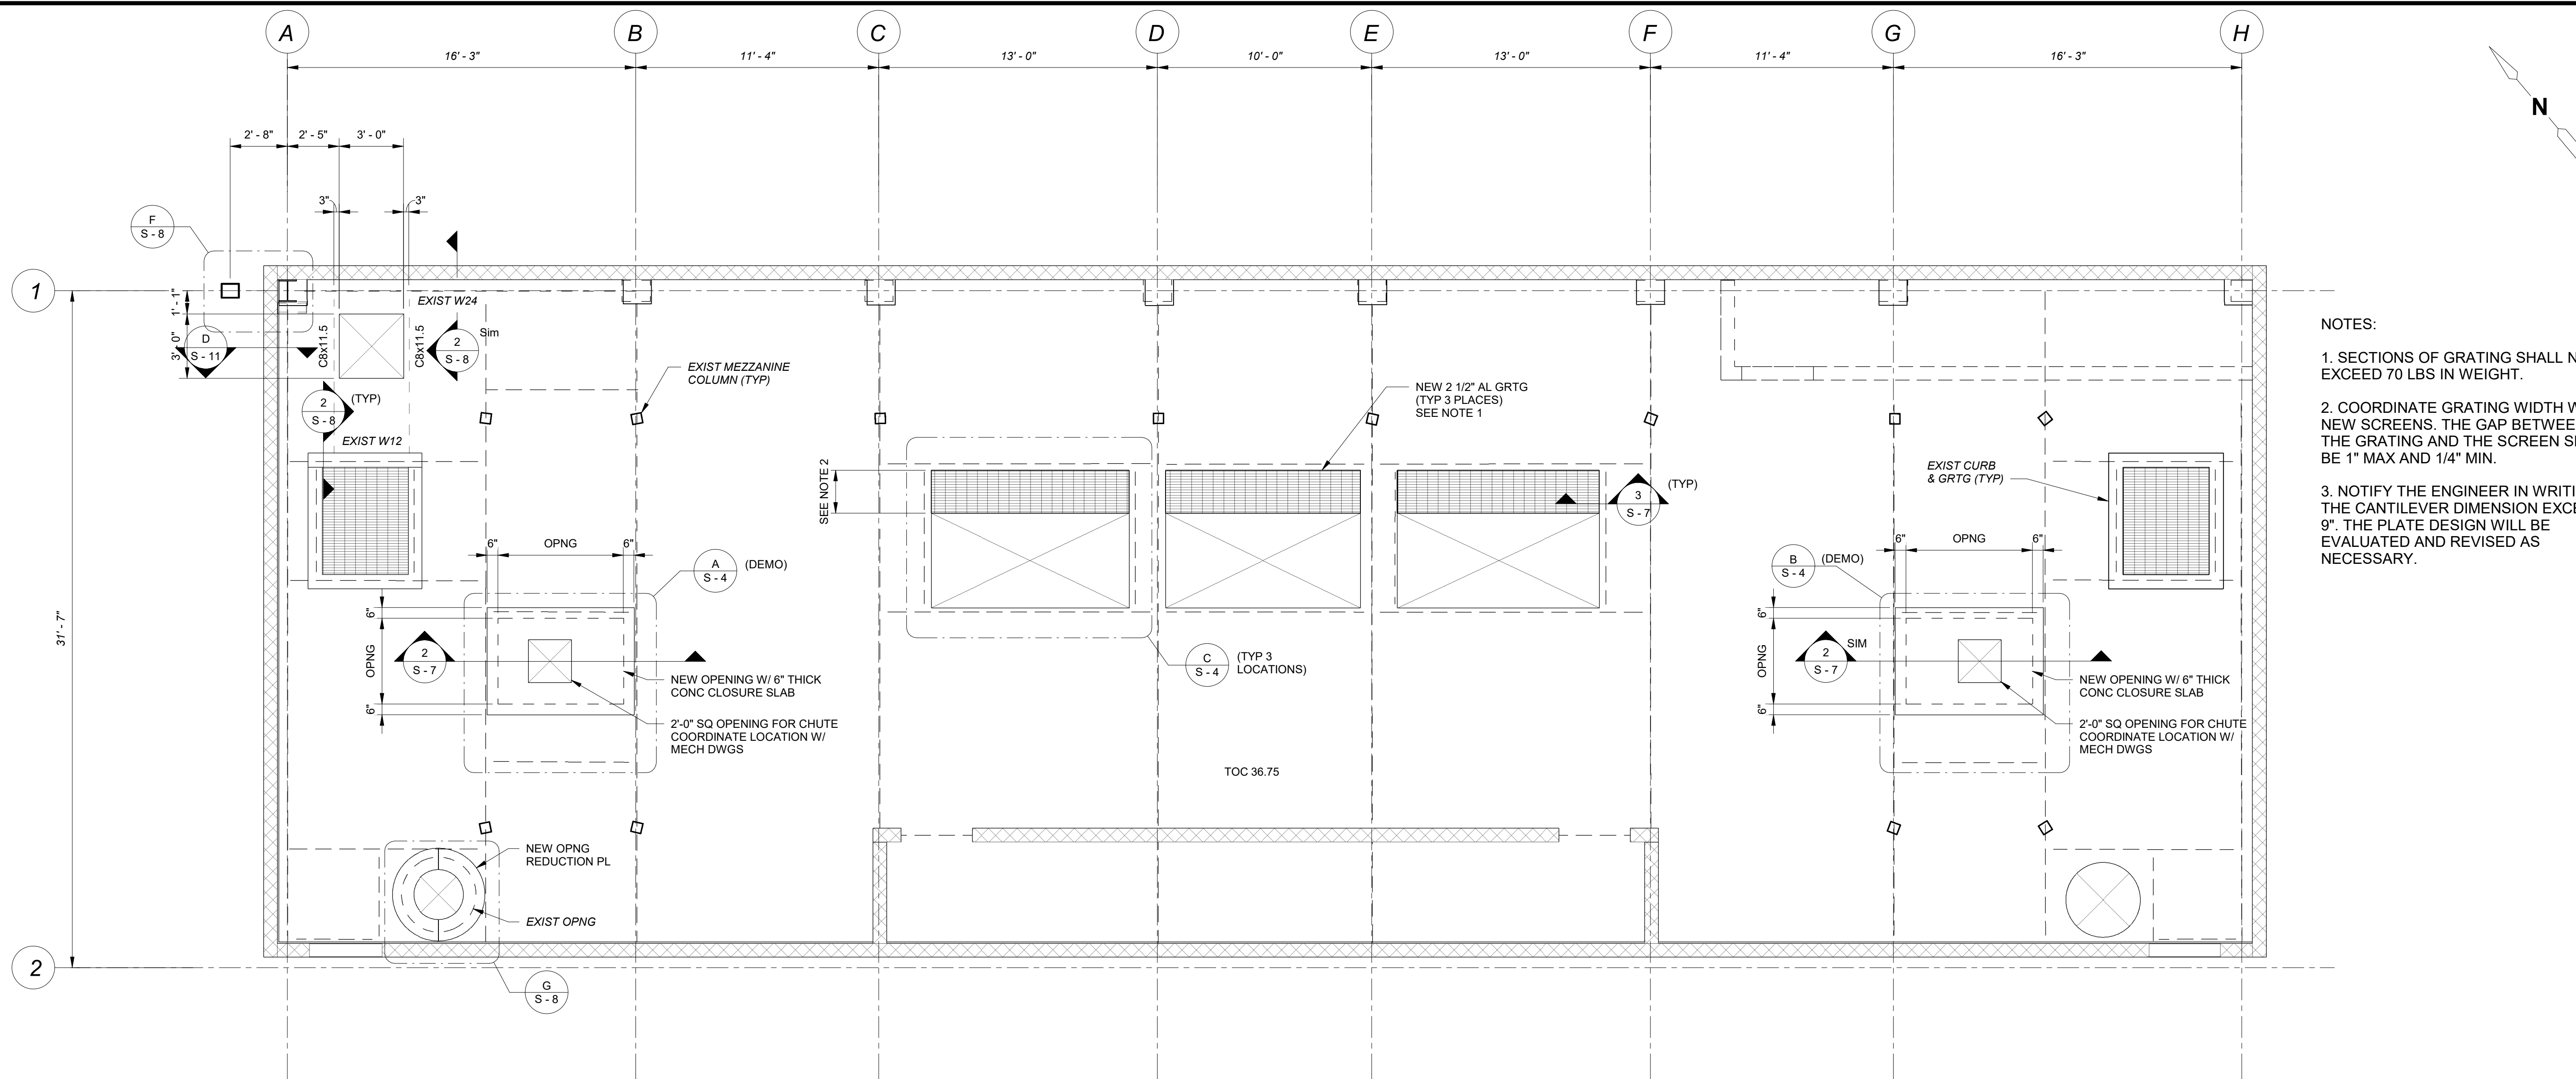 A
B
C
D
E
F
G
H
16' - 3"
11' - 4"
13' - 0"
10' - 0"
13' - 0"
11' - 4"
16' - 3"
N
2' - 8"
2' - 5"
3' - 0"
3"
3"
F
S - 8
1
1' - 1"
3' - 0"
EXIST W24
D
S - 11
C8x11.5
C8x11.5
2
S - 8
Sim
2
S - 8
(TYP)
EXIST W12
EXIST MEZZANINE
COLUMN (TYP)
NEW 2 1/2" AL GRTG
(TYP 3 PLACES)
SEE NOTE 1
SEE NOTE 2
3
S - 7
(TYP)
EXIST CURB
& GRTG (TYP)
6"
OPNG
6"
A
S - 4
(DEMO)
6"
OPNG
6"
2
S - 7
NEW OPENING W/ 6" THICK
CONC CLOSURE SLAB
2'-0" SQ OPENING FOR CHUTE
COORDINATE LOCATION W/
MECH DWGS
C
S - 4
(TYP 3
LOCATIONS)
TOC 36.75
6"
OPNG
6"
B
S - 4
(DEMO)
6"
OPNG
6"
2
S - 7
SIM
NEW OPENING W/ 6" THICK
CONC CLOSURE SLAB
2'-0" SQ OPENING FOR CHUTE
COORDINATE LOCATION W/
MECH DWGS
31' - 7"
NEW OPNG
REDUCTION PL
EXIST OPNG
2
G
S - 8
NOTES:
1. SECTIONS OF GRATING SHALL N
EXCEED 70 LBS IN WEIGHT.
2. COORDINATE GRATING WIDTH W
NEW SCREENS. THE GAP BETWEE
THE GRATING AND THE SCREEN S
BE 1" MAX AND 1/4" MIN.
3. NOTIFY THE ENGINEER IN WRITI
THE CANTILEVER DIMENSION EXCE
9". THE PLATE DESIGN WILL BE
EVALUATED AND REVISED AS
NECESSARY.